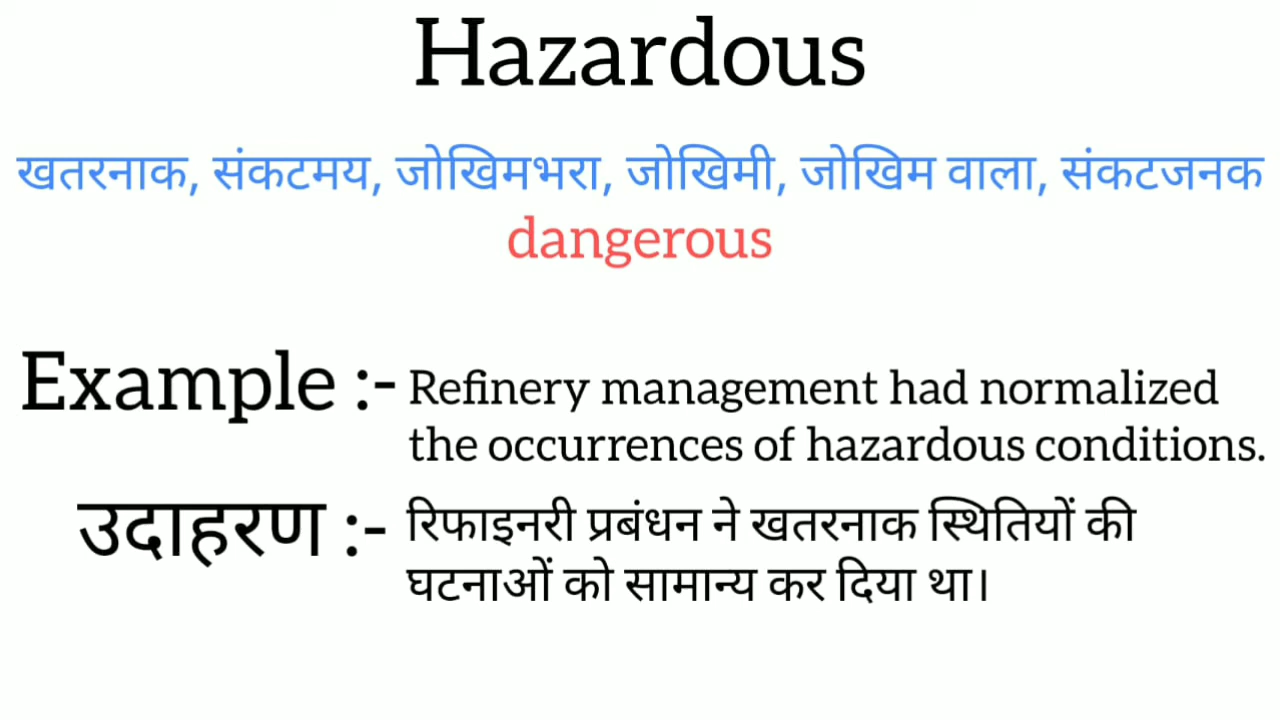 Hazardous
खतरनाक, संकटमय, जोखिमभरा, जोखिमी, जोखिम वाला, संकटजनक
dangerous
Example :- Refinery management had normalized
the occurrences of hazardous conditions.
उदाहरण :- रिफाइनरी प्रबंधन ने खतरनाक स्थितियों की
घटनाओं को सामान्य कर दिया था।